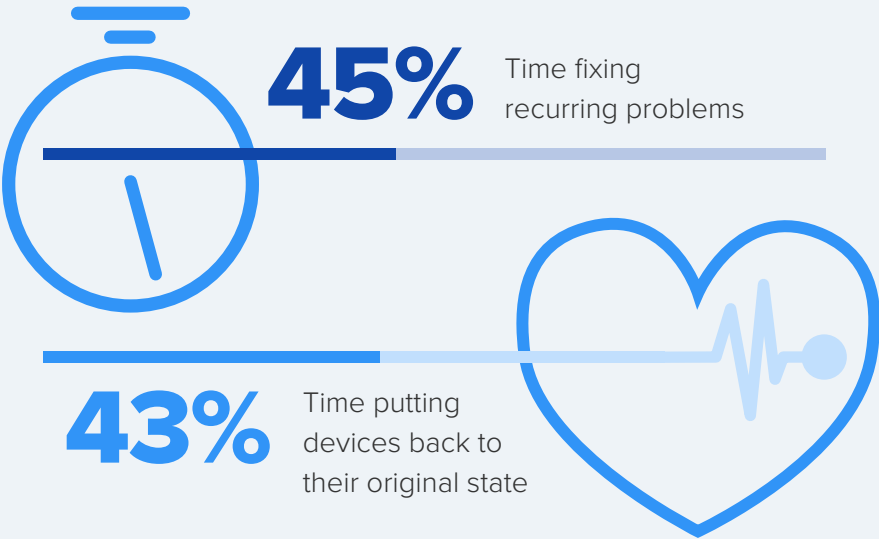 45%
Time fixing
recurring problems
43%
Time putting
devices back to
their original state